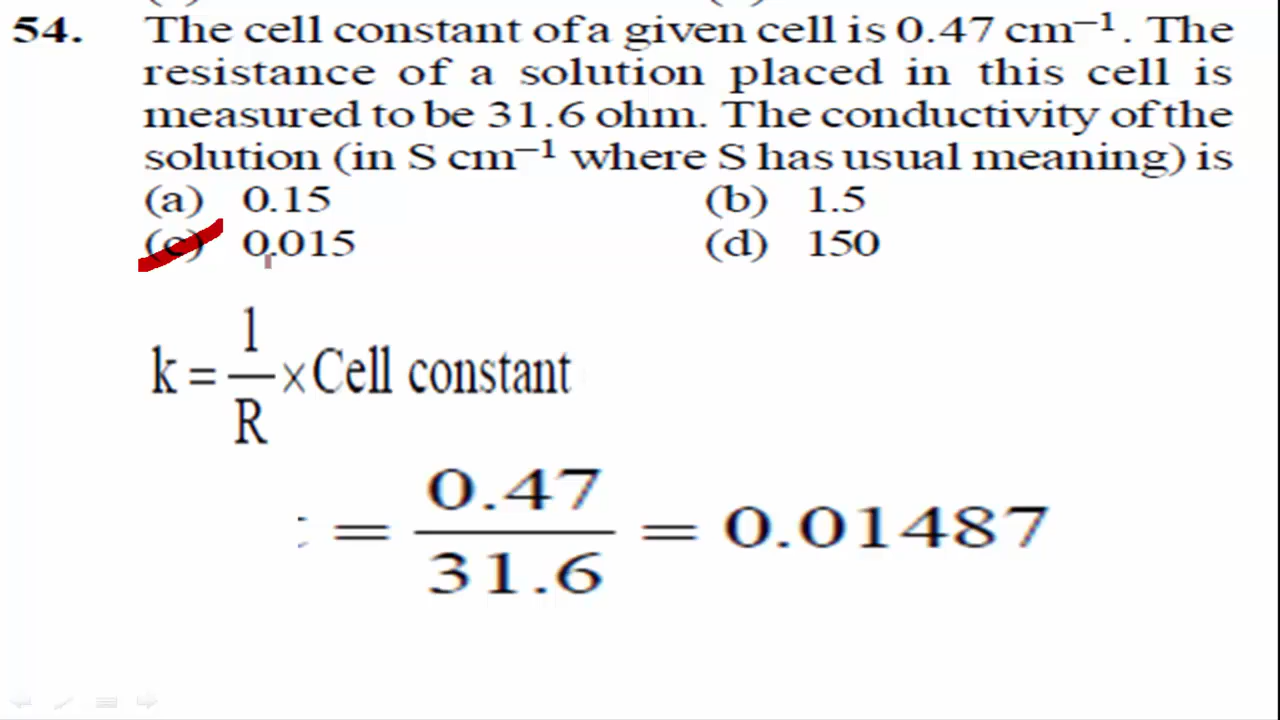 54. The cell constant of a given cell is 0.47 cm⁻¹. The
resistance of a solution placed in this cell is
measured to be 31.6 ohm. The conductivity of the
solution (in S cm⁻¹ where S has usual meaning) is
(a) 0.15 (b) 1.5
(c) 0.015 (d) 150
k = 1/R × Cell constant
= 0.47/31.6 = 0.01487